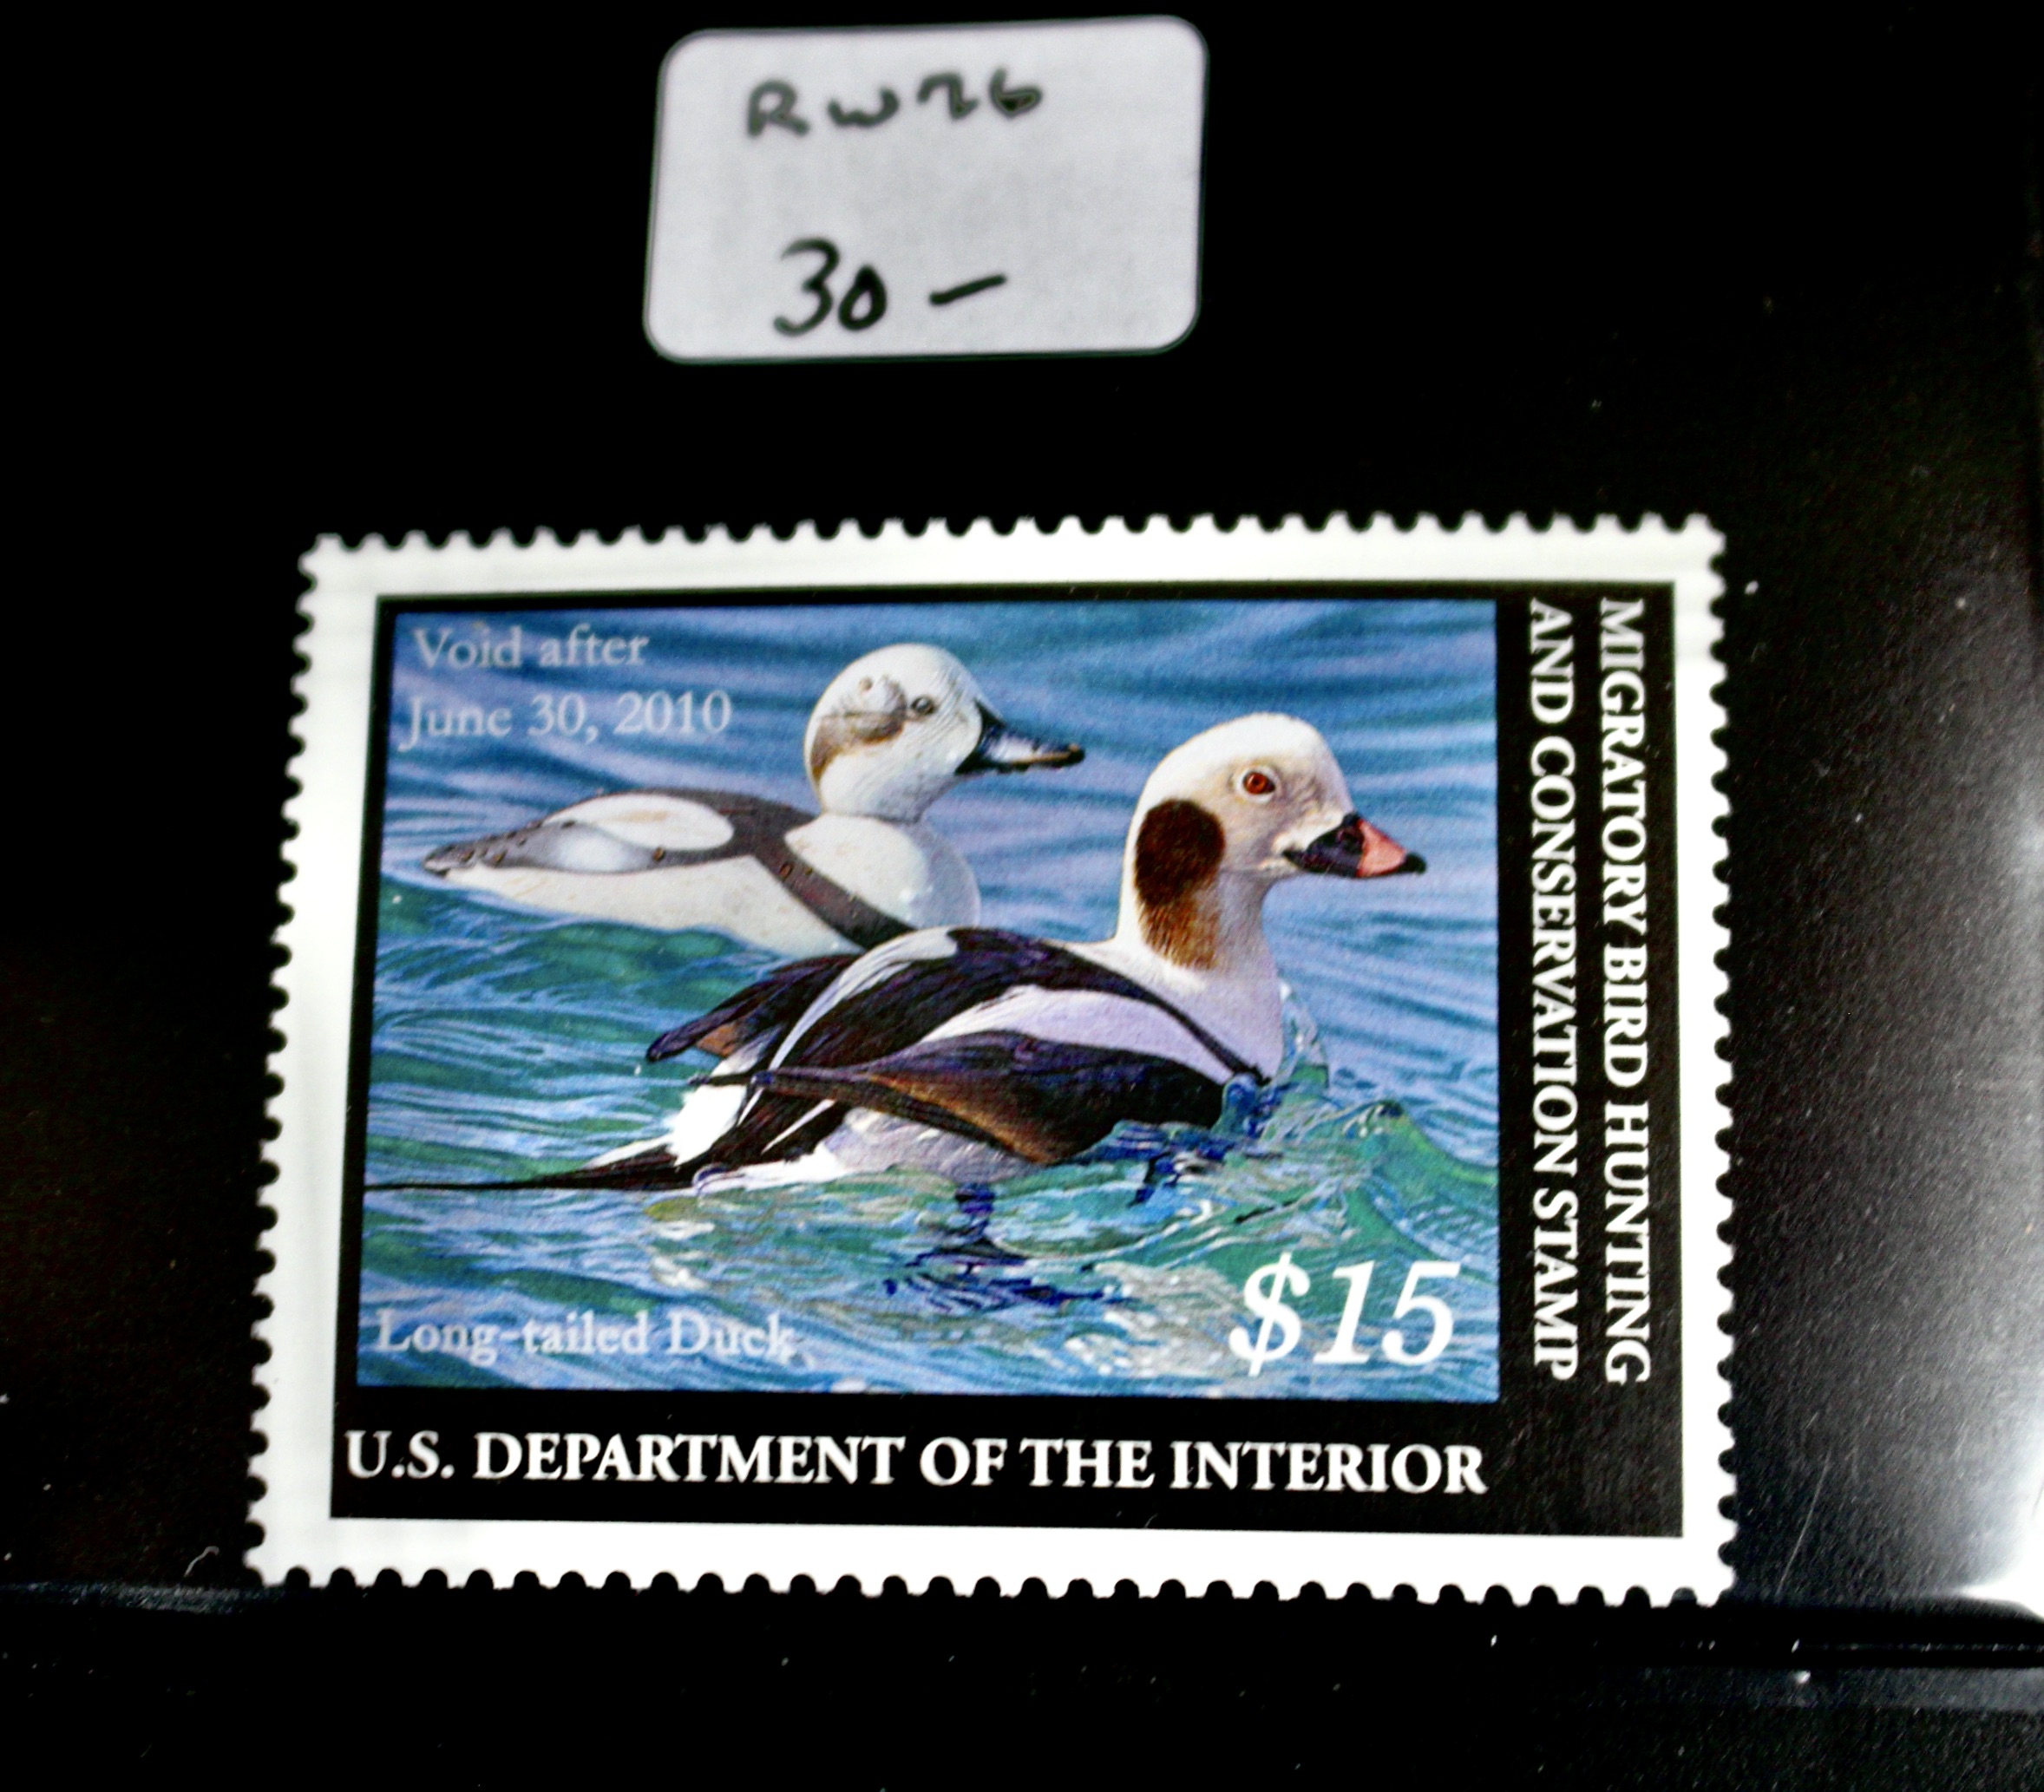 RW76
30 -
Void after
June 30, 2010
Long-tailed Duck
$15
MIGRATORY BIRD HUNTING
AND CONSERVATION STAMP
U.S. DEPARTMENT OF THE INTERIOR